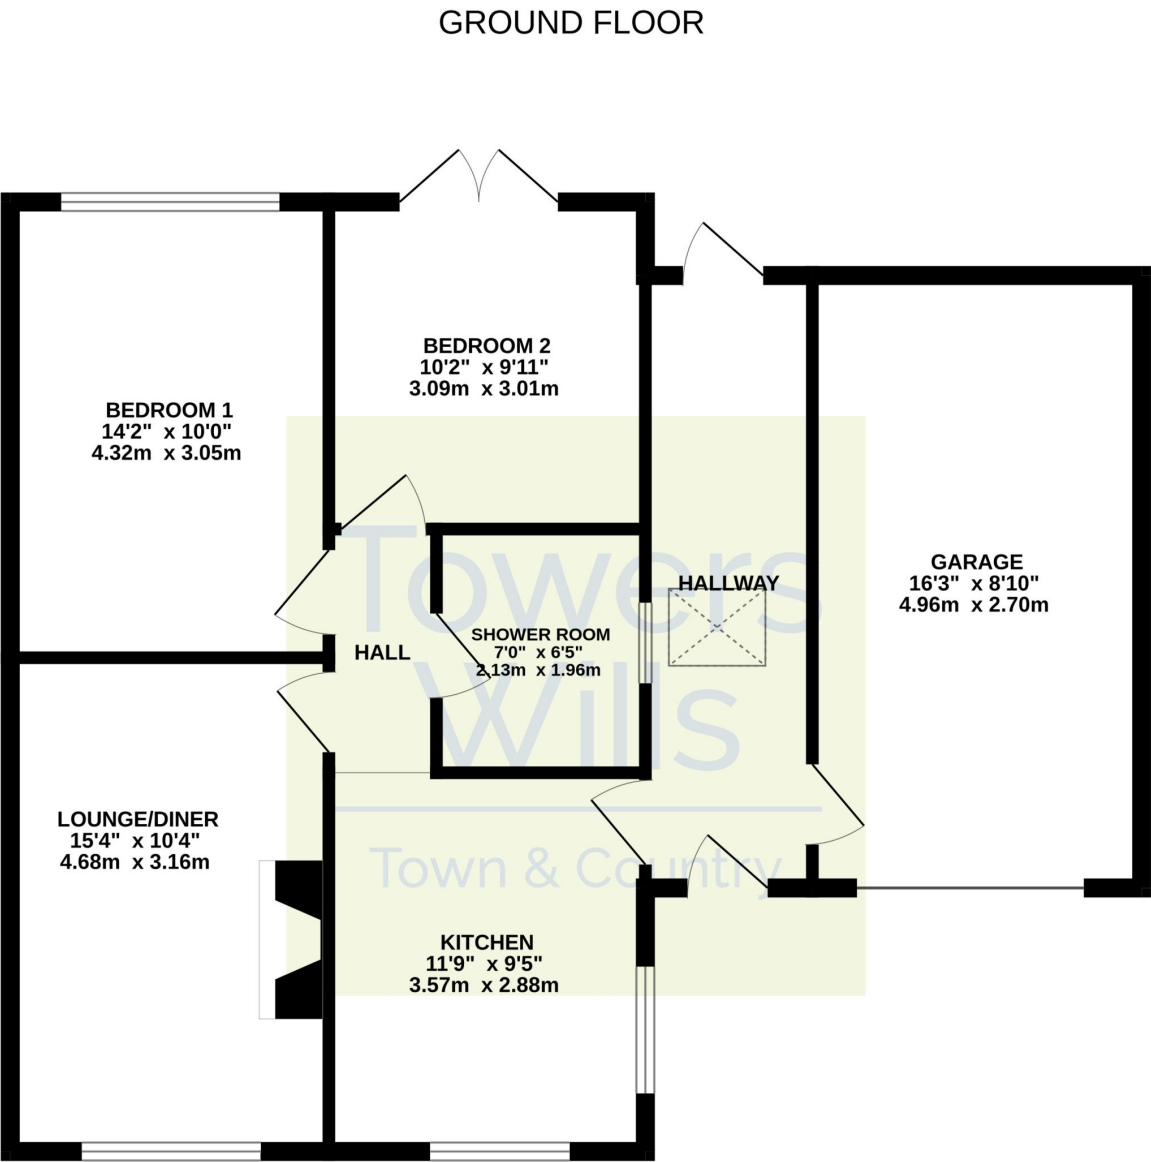 GROUND FLOOR
BEDROOM 2
10'2" x 9'11"
3.09m x 3.01m
BEDROOM 1
14'2" x 10'0"
4.32m x 3.05m
Towers
Wills
Town & Country
HALLWAY
GARAGE
16'3" x 8'10"
4.96m x 2.70m
SHOWER ROOM
7'0" x 6'5"
2.13m x 1.96m
HALL
LOUNGE/DINER
15'4" x 10'4"
4.68m x 3.16m
KITCHEN
11'9" x 9'5"
3.57m x 2.88m